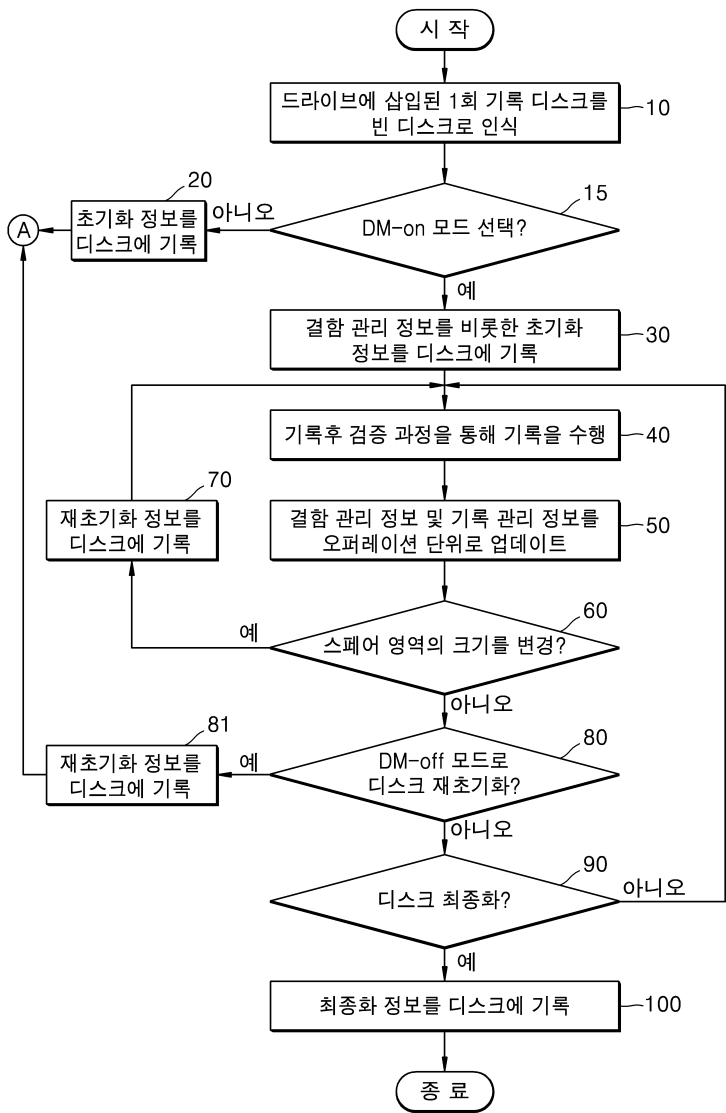 시 작
드라이브에 삽입된 1회 기록 디스크를
빈 디스크로 인식
10
DM-on 모드 선택?
15
아니오
20
초기화 정보를
디스크에 기록
A
예
결함 관리 정보를 비롯한 초기화
정보를 디스크에 기록
30
기록후 검증 과정을 통해 기록을 수행
40
70
재초기화 정보를
디스크에 기록
결함 관리 정보 및 기록 관리 정보를
오퍼레이션 단위로 업데이트
50
스페어 영역의 크기를 변경?
60
예
아니오
81
재초기화 정보를
디스크에 기록
예
DM-off 모드로
디스크 재초기화?
80
아니오
디스크 최종화?
90
아니오
예
최종화 정보를 디스크에 기록
100
종 료